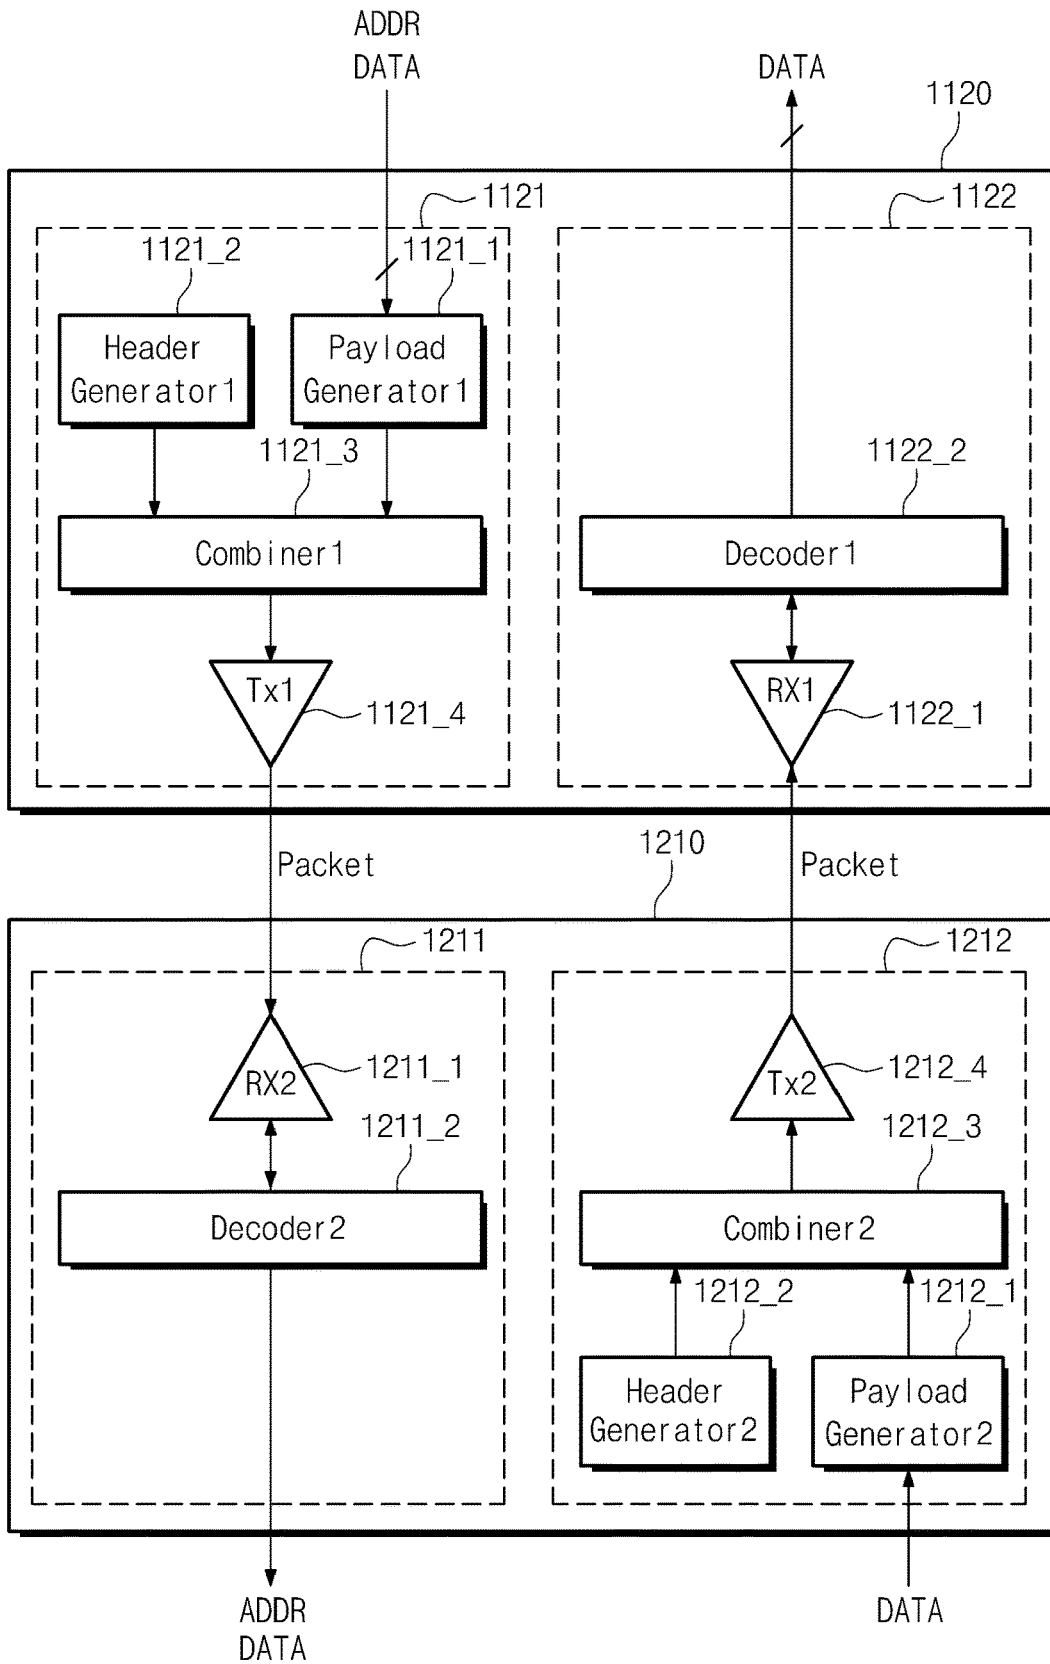 ADDR
DATA
DATA
1120
1121
1122
1121_2
1121_1
Header
Generator1
Payload
Generator1
1121_3
1122_2
Combiner1
Decoder1
Tx1
RX1
1121_4
1122_1
Packet
1210
Packet
1211
1212
RX2
1211_1
Tx2
1212_4
1211_2
1212_3
Decoder2
Combiner2
1212_2
1212_1
Header
Generator2
Payload
Generator2
ADDR
DATA
DATA